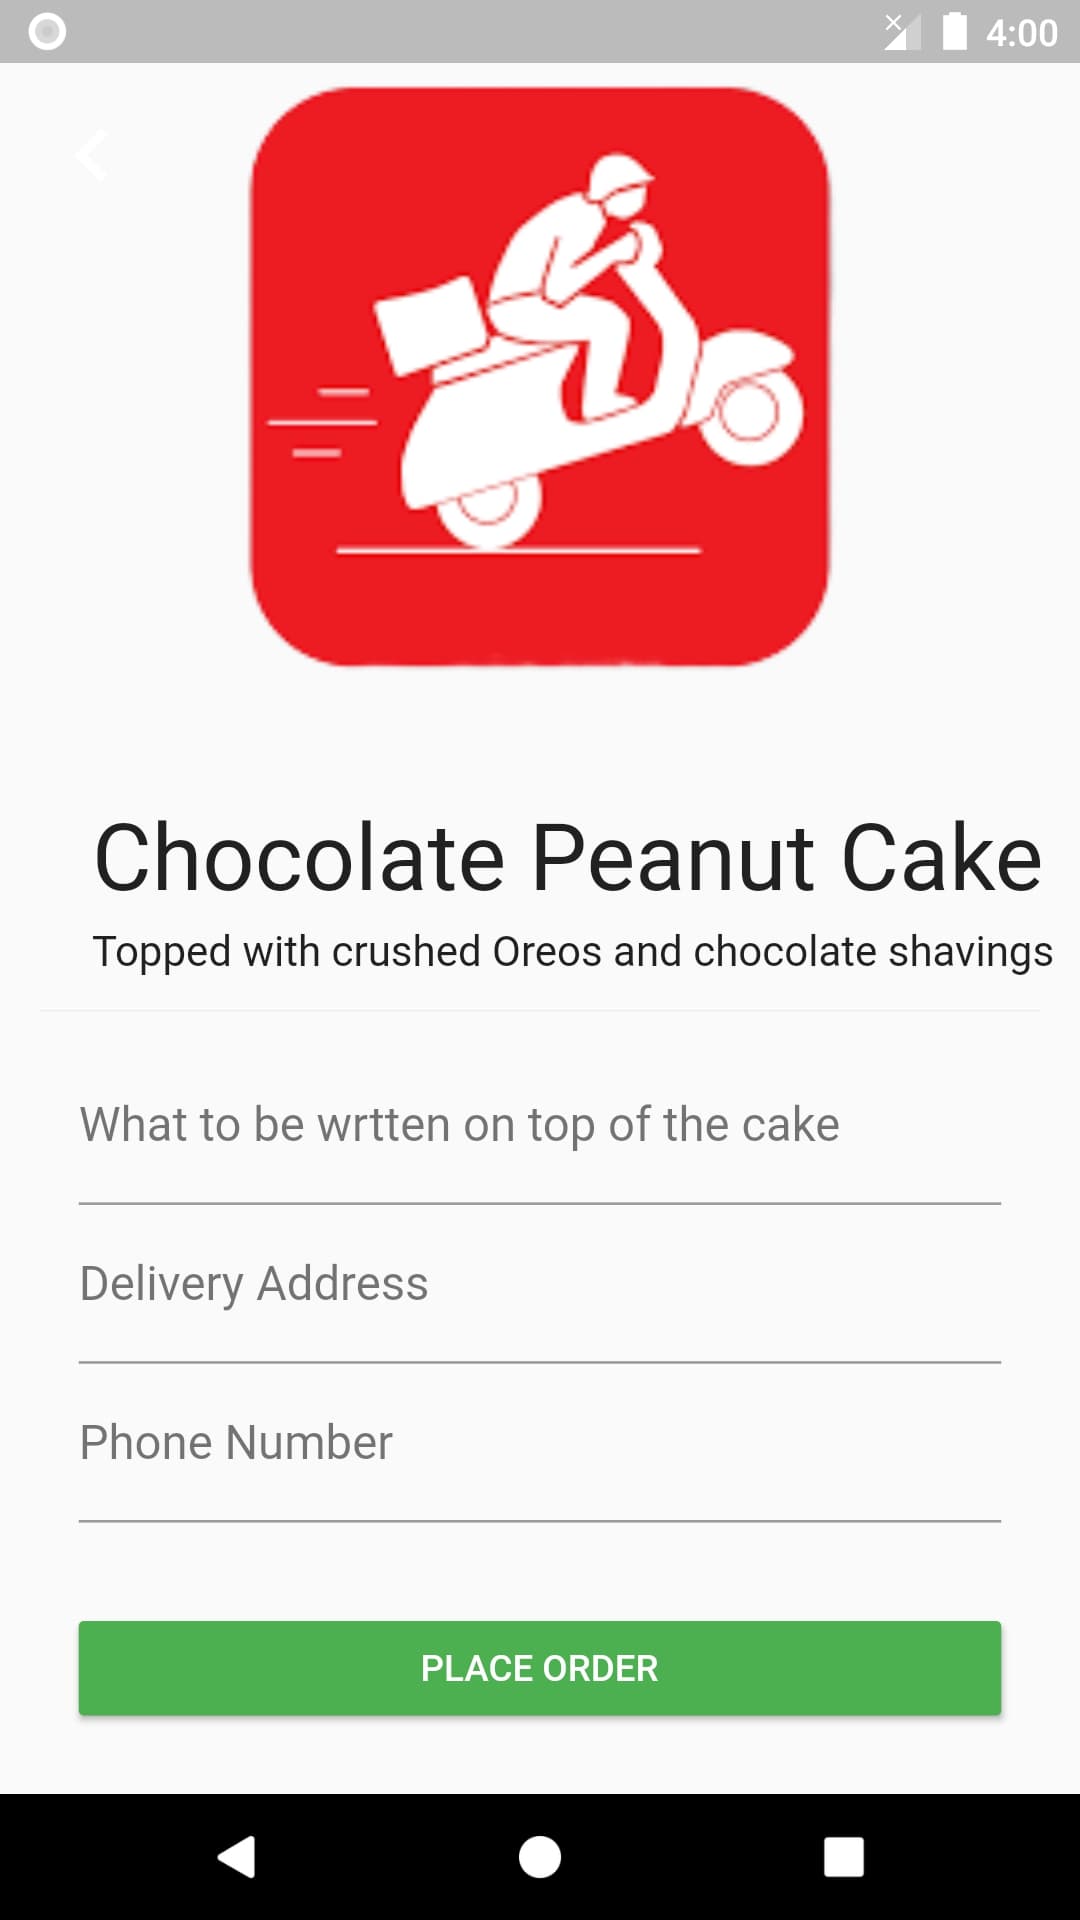 4:00
Chocolate Peanut Cake
Topped with crushed Oreos and chocolate shavings
What to be wrtten on top of the cake
Delivery Address
Phone Number
PLACE ORDER